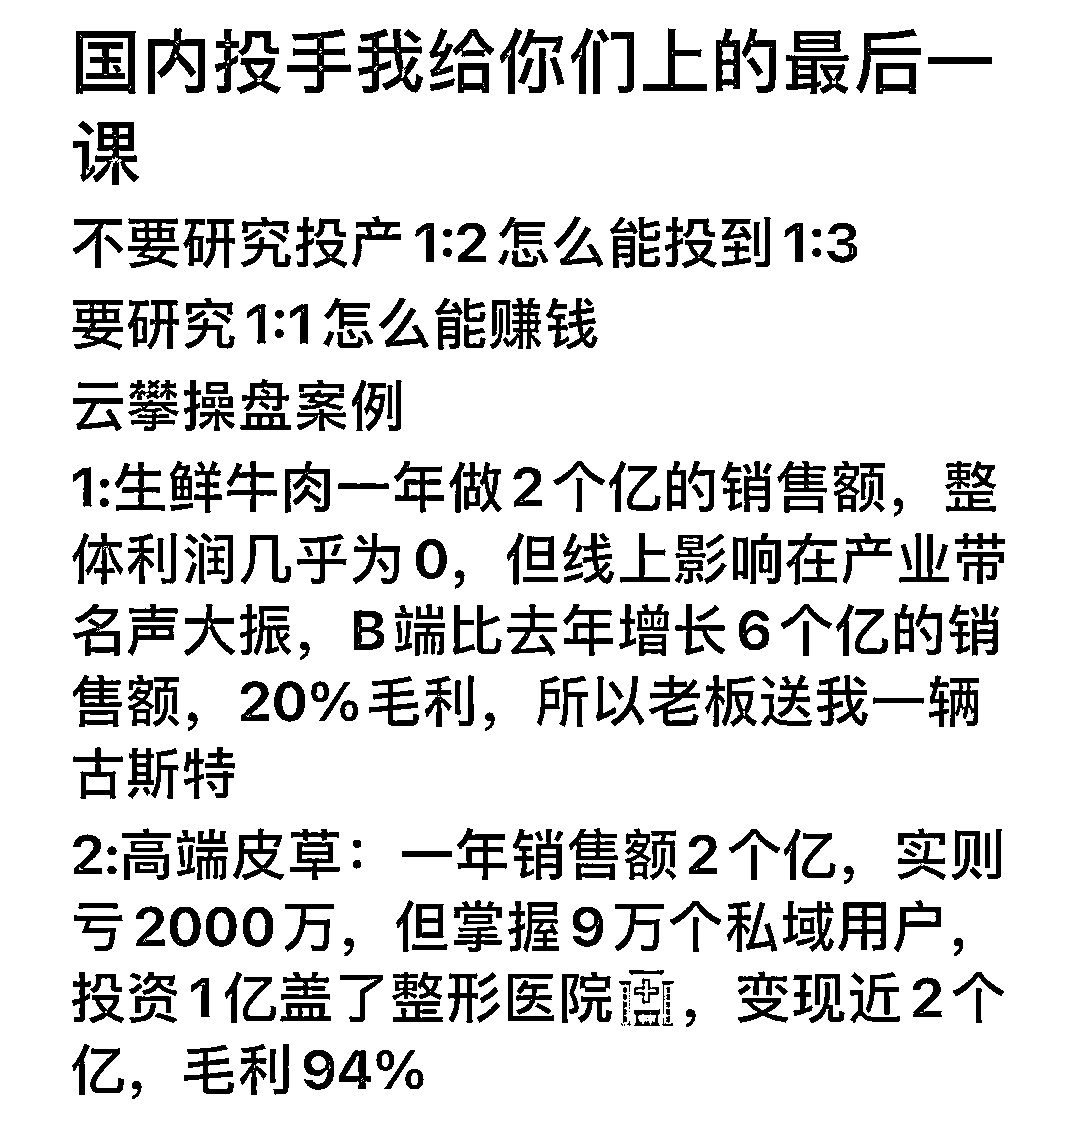 国内投手我给你们上的最后一
课
不要研究投产1:2怎么能投到1:3
要研究1:1怎么能赚钱
云攀操盘案例
1:生鲜牛肉一年做2个亿的销售额，整
体利润几乎为0，但线上影响在产业带
名声大振，B端比去年增长6个亿的销
售额，20%毛利，所以老板送我一辆
古斯特
2:高端皮草：一年销售额2个亿，实则
亏2000万，但掌握9万个私域用户，
投资1亿盖了整形医院🏥，变现近2个
亿，毛利94%